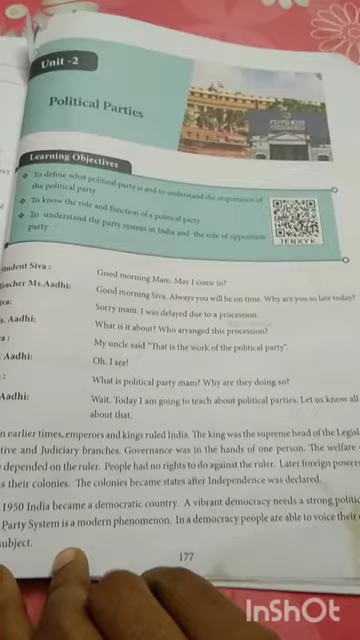 Unit -2
Political Parties
Learning Objectives
❖ To define what political party is and to understand the importance of
the political party
❖ To know the role and function of a political party
❖ To understand the party system in India and the role of opposition
party
JENXYK
tudent Siva :
Good morning Mam. May I come in?
Teacher Ms.Aadhi:
Good morning Siva. Always you will be on time. Why are you so late today?
iva:
Sorry mam. I was delayed due to a procession.
s. Aadhi:
What is it about? Who arranged this procession?
a :
My uncle said "That is the work of the political party".
Aadhi:
Oh. I see!
:
What is political party mam? Why are they doing so?
Aadhi:
Wait. Today I am going to teach about political parties. Let us know all
about that.
n earlier times, emperors and kings ruled India. The king was the supreme head of the Legisl
tive and Judiciary branches. Governance was in the hands of one person. The welfare
depended on the ruler. People had no rights to do against the ruler. Later foreign power
s their colonies. The colonies became states after Independence was declared.
1950 India became a democratic country. A vibrant democracy needs a strong politic
Party System is a modern phenomenon. In a democracy people are able to voice their
subject.
177
InShOt